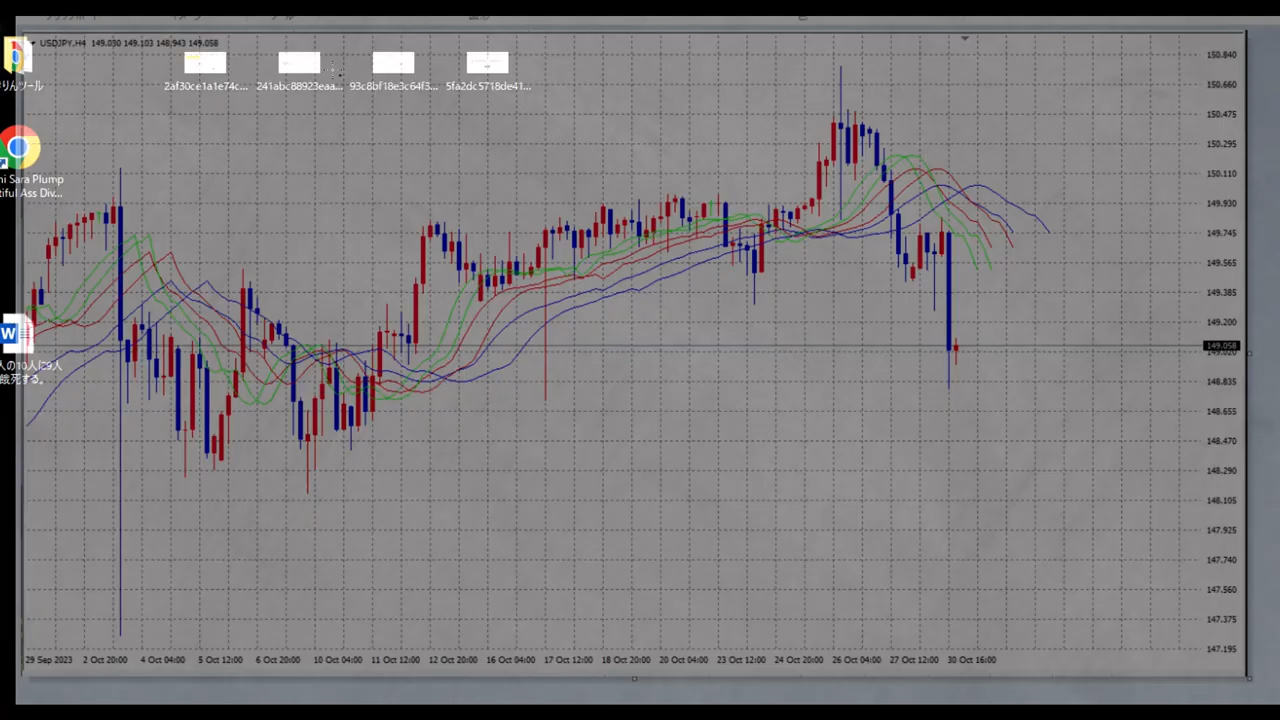 USDJPY,H4 149.030 149.103 148.943 149.058
2af30ce1a1e74c... 241abc88923eaa... 93c8bf18e3c64f3... 5fa2dc5718de41...
りんツール
ni Sara Plump
tiful Ass Div...
人の10人に9人
餓死する。
150.840
150.660
150.475
150.295
150.110
149.930
149.745
149.565
149.385
149.200
149.058
149.020
148.835
148.655
148.470
148.290
148.105
147.925
147.740
147.560
147.375
147.195
29 Sep 2023 2 Oct 20:00 4 Oct 04:00 5 Oct 12:00 6 Oct 20:00 10 Oct 04:00 11 Oct 12:00 12 Oct 20:00 16 Oct 04:00 17 Oct 12:00 18 Oct 20:00 20 Oct 04:00 23 Oct 12:00 24 Oct 20:00 26 Oct 04:00 27 Oct 12:00 30 Oct 16:00